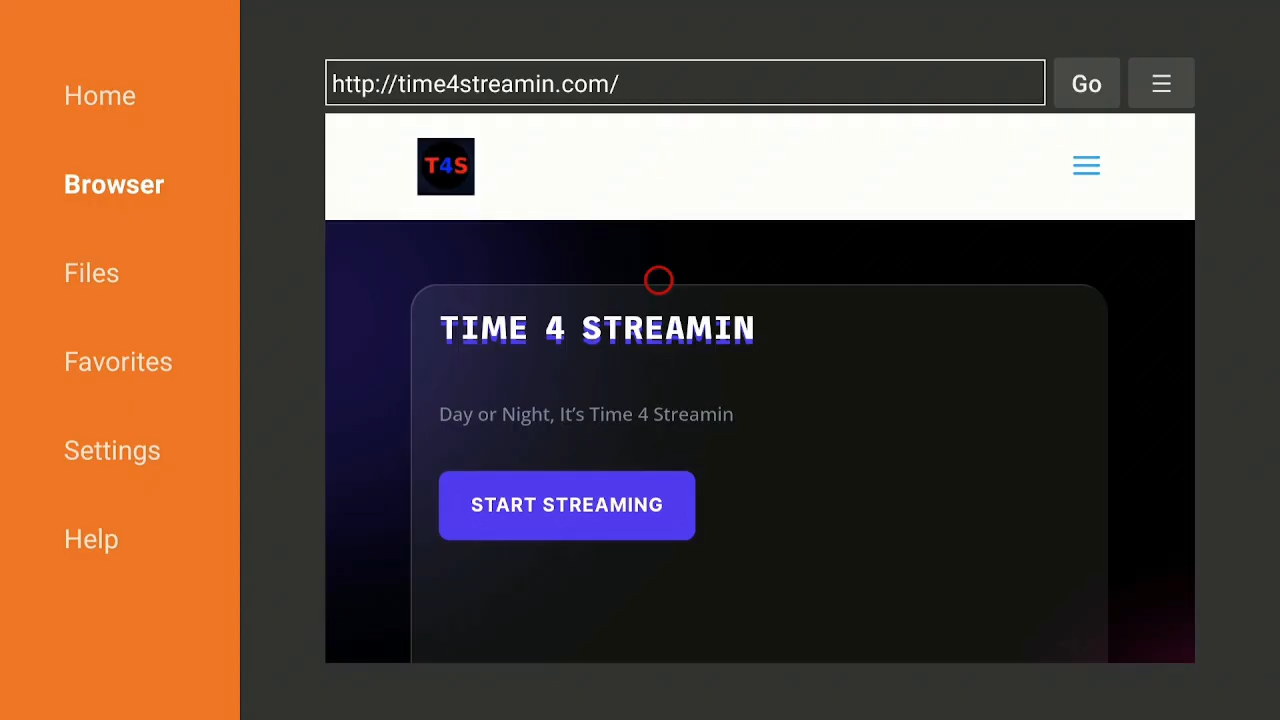 Home
Browser
Files
Favorites
Settings
Help
http://time4streamin.com/
Go
T4S
TIME 4 STREAMIN
Day or Night, It’s Time 4 Streamin
START STREAMING